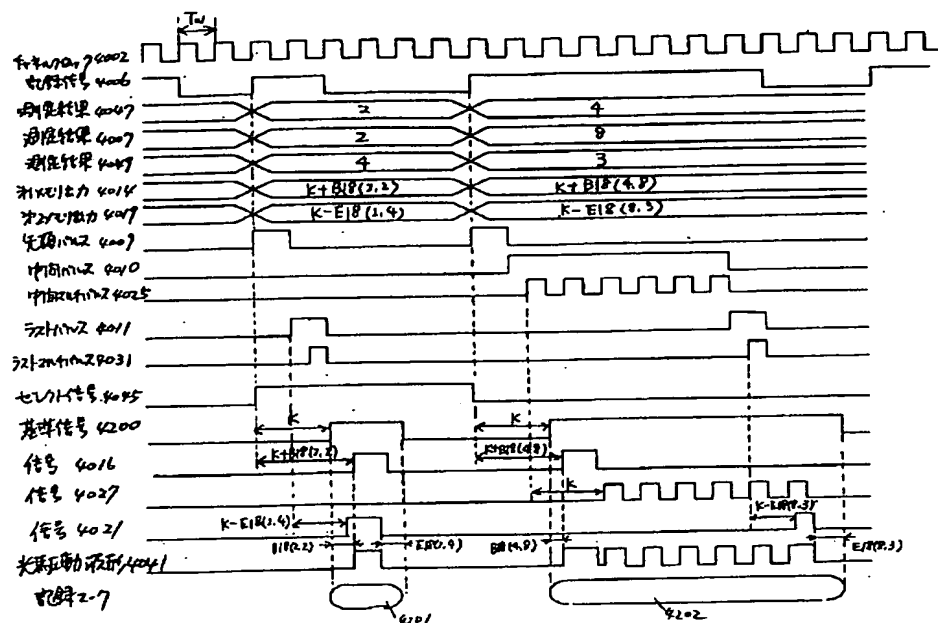 Tw
チャネルクロック 4002
記録信号 4006
測定結果 4047
2
4
測定結果 4007
2
8
測定結果 4049
4
3
オ1メモリ出力 4014
K+B18(2,2)
K+B18(4,8)
オ2メモリ出力 4019
K-E18(2,4)
K-E18(8,3)
先頭パルス 4009
中間パルス 4010
中間マルチパルス 4025
ラストパルス 4011
ラストマルチパルス 4031
セレクト信号 4045
K
K
基準信号 4200
K+B18(2,2)
K+B18(4,8)
信号 4016
K
信号 4027
K-E18(8,3)
K-E18(2,4)
信号 4021
B18(2,2)
E18(2,4)
B18(4,8)
E18(8,3)
光駆動波形 4041
記録マーク
4201
4202